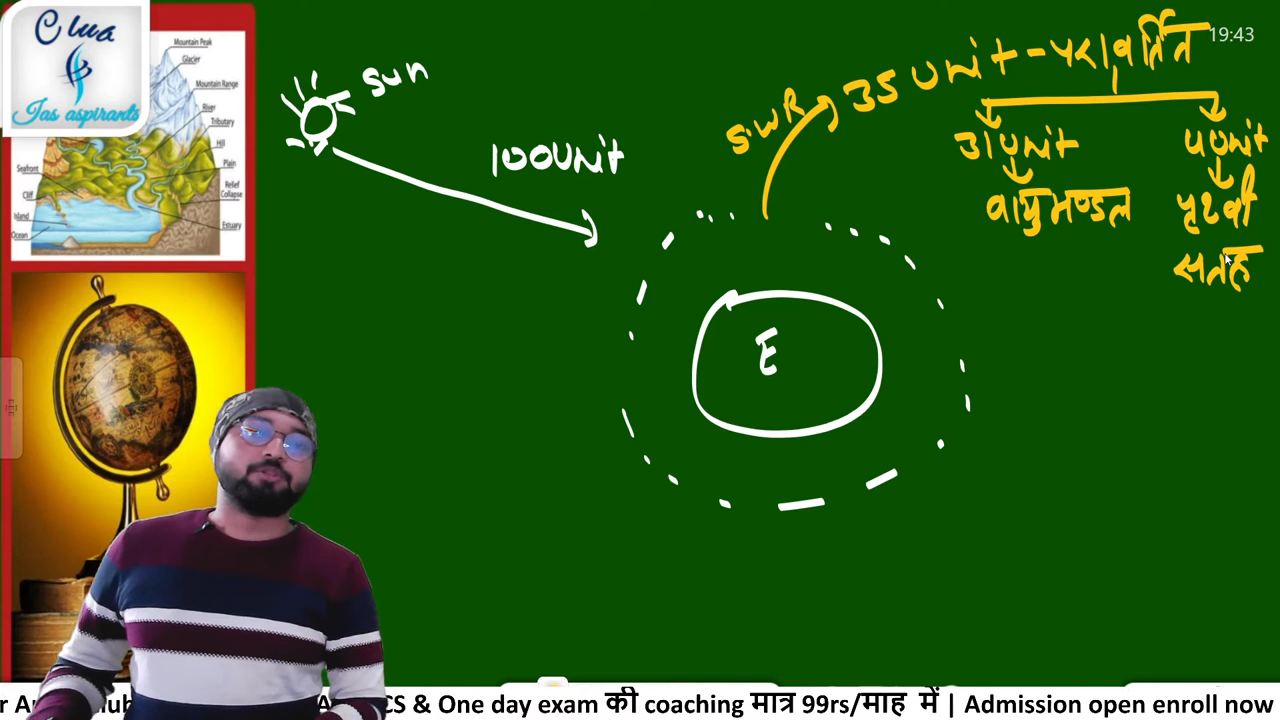 Clua
Ias aspirants
Mountain Peak
Glacier
Mountain Range
River
Tributary
Hill
Plain
Seafront
Relief
Collapse
Cliff
Island
Estuary
Ocean
sun
100Unit
SWR
35 Unit - परावर्तित
19:43
31Unit
वायुमण्डल
4Unit
पृथ्वी
सतह
E
CS & One day exam की coaching मात्र 99rs/माह में | Admission open enroll now